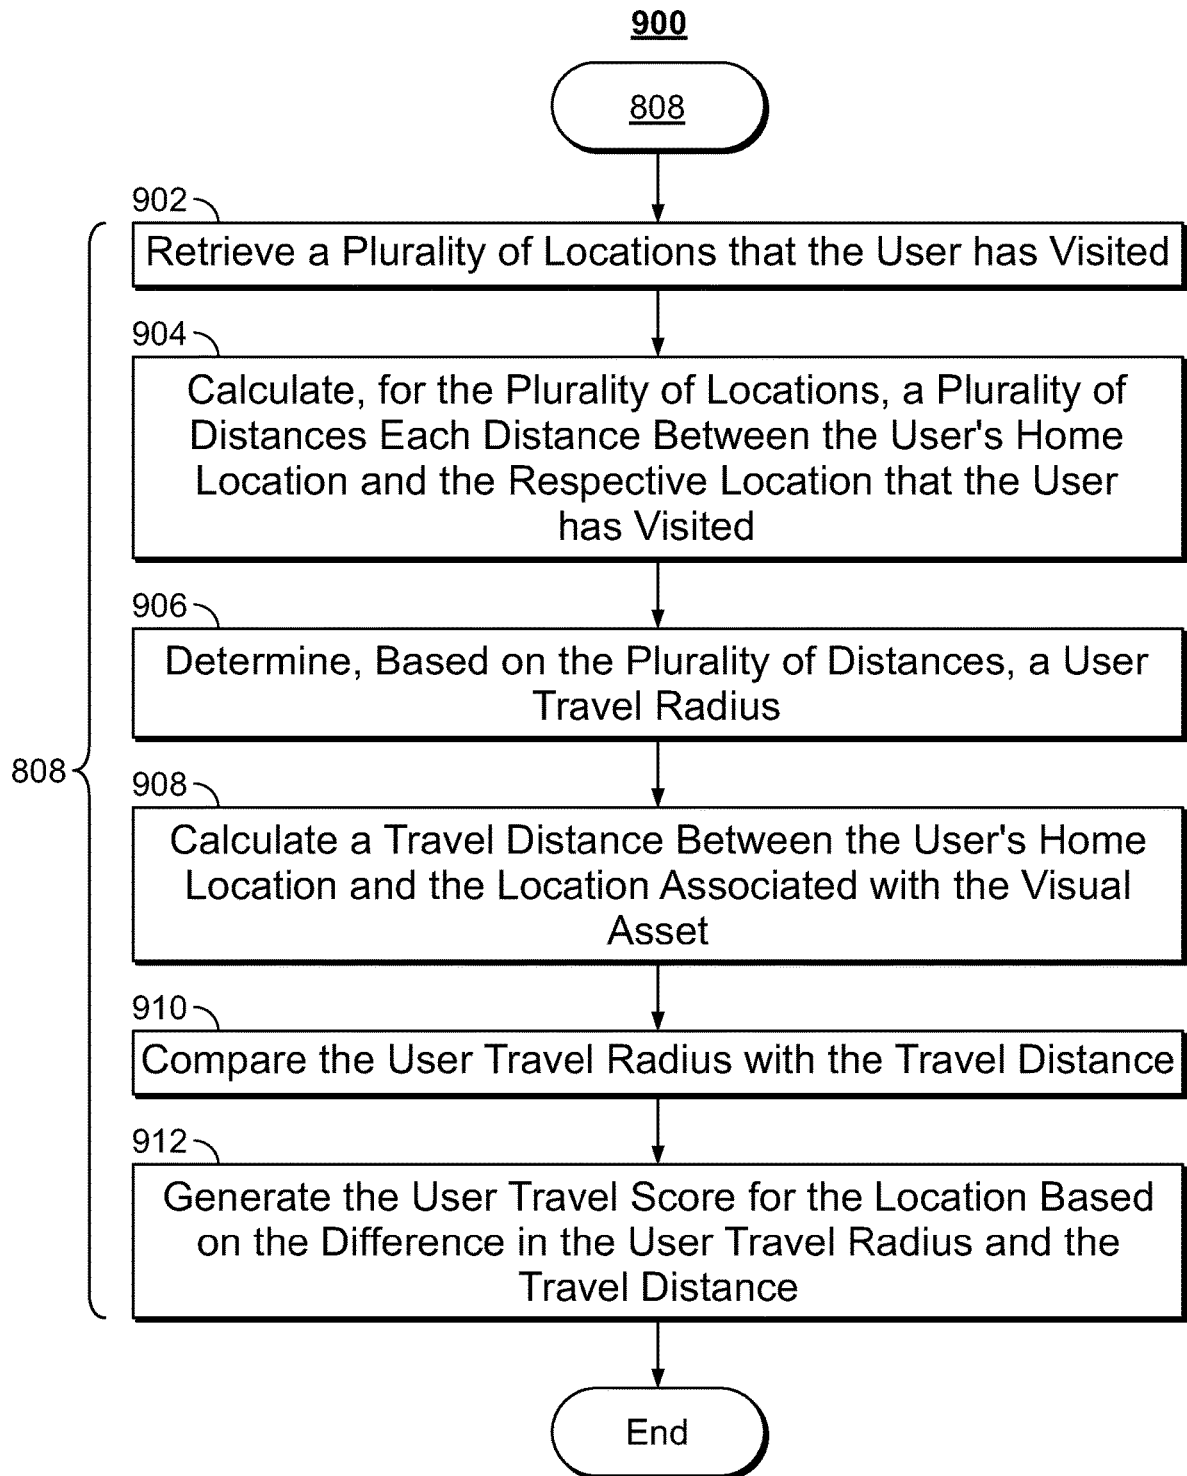 900
808
902
Retrieve a Plurality of Locations that the User has Visited
904
Calculate, for the Plurality of Locations, a Plurality of
Distances Each Distance Between the User's Home
Location and the Respective Location that the User
has Visited
906
Determine, Based on the Plurality of Distances, a User
Travel Radius
808
908
Calculate a Travel Distance Between the User's Home
Location and the Location Associated with the Visual
Asset
910
Compare the User Travel Radius with the Travel Distance
912
Generate the User Travel Score for the Location Based
on the Difference in the User Travel Radius and the
Travel Distance
End